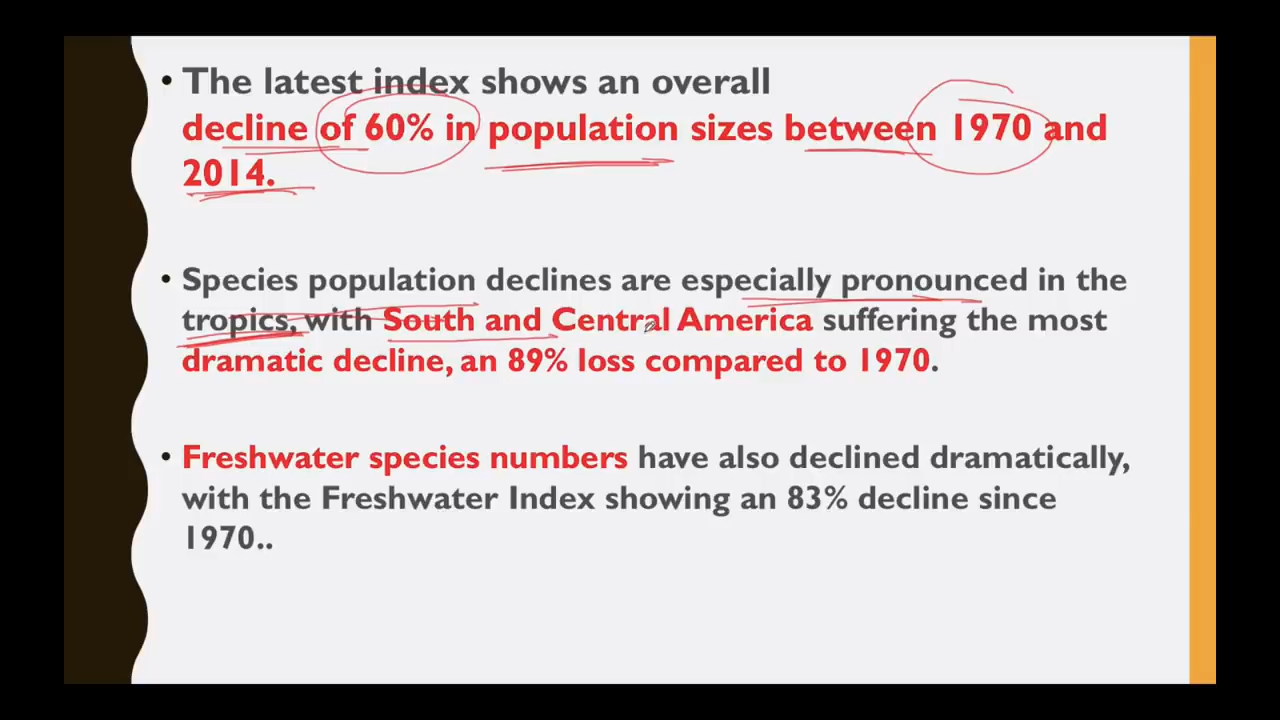 • The latest index shows an overall
decline of 60% in population sizes between 1970 and
2014.
• Species population declines are especially pronounced in the
tropics, with South and Central America suffering the most
dramatic decline, an 89% loss compared to 1970.
• Freshwater species numbers have also declined dramatically,
with the Freshwater Index showing an 83% decline since
1970..